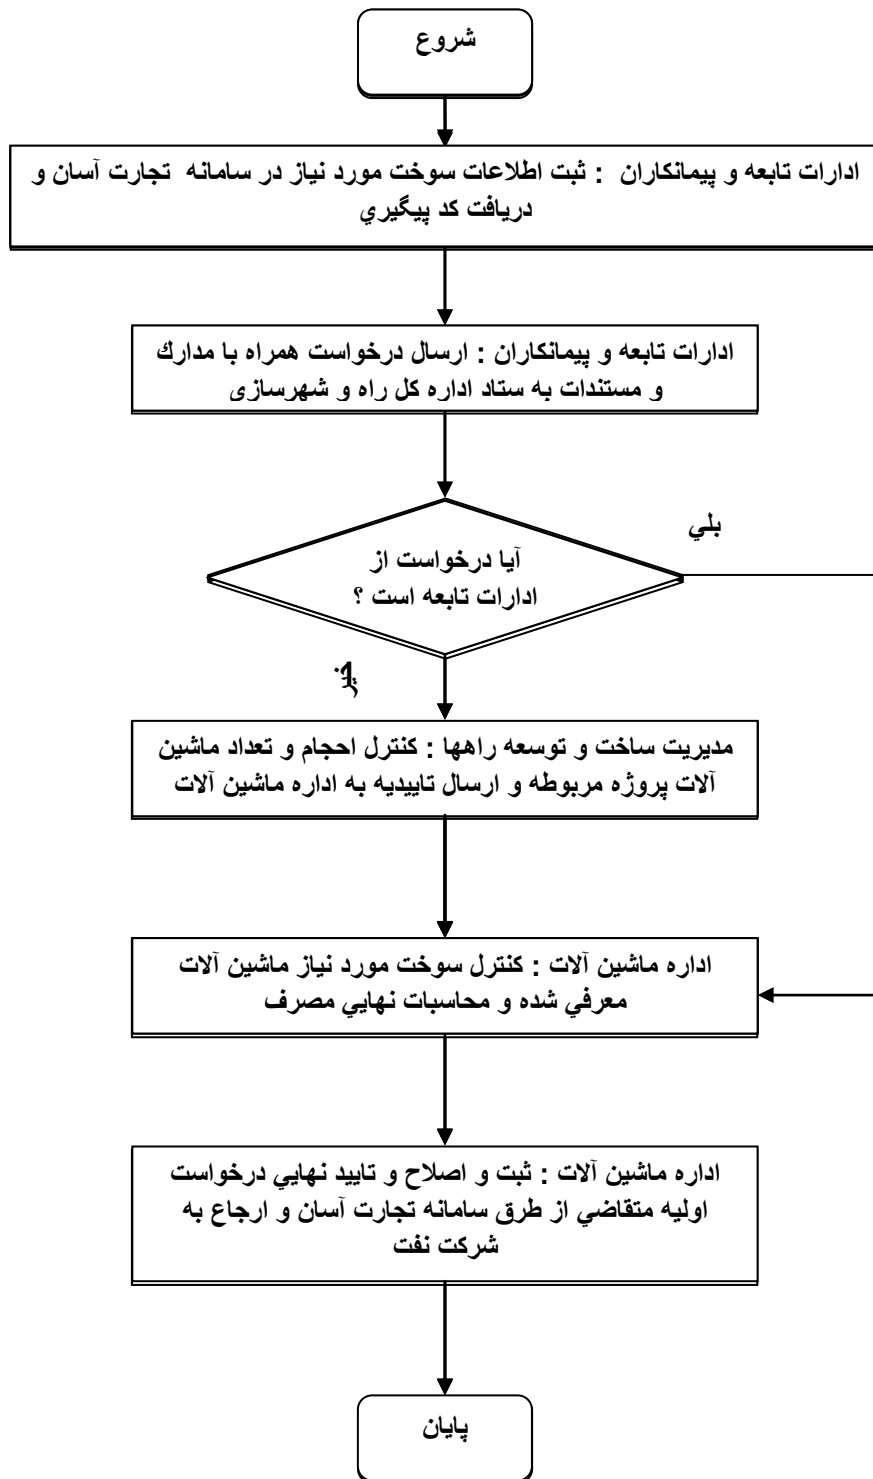 شروع
ادارات تابعه و پيمانكاران : ثبت اطلاعات سوخت مورد نياز در سامانه تجارت آسان و
دريافت كد پيگيري
ادارات تابعه و پيمانكاران : ارسال درخواست همراه با مدارك
و مستندات به ستاد اداره كل راه و شهرسازي
بلي
آيا درخواست از
ادارات تابعه است ؟
خير
مديريت ساخت و توسعه راهها : كنترل احجام و تعداد ماشين
آلات پروژه مربوطه و ارسال تاييديه به اداره ماشين آلات
اداره ماشين آلات : كنترل سوخت مورد نياز ماشين آلات
معرفي شده و محاسبات نهايي مصرف
اداره ماشين آلات : ثبت و اصلاح و تاييد نهايي درخواست
اوليه متقاضي از طرق سامانه تجارت آسان و ارجاع به
شركت نفت
پايان